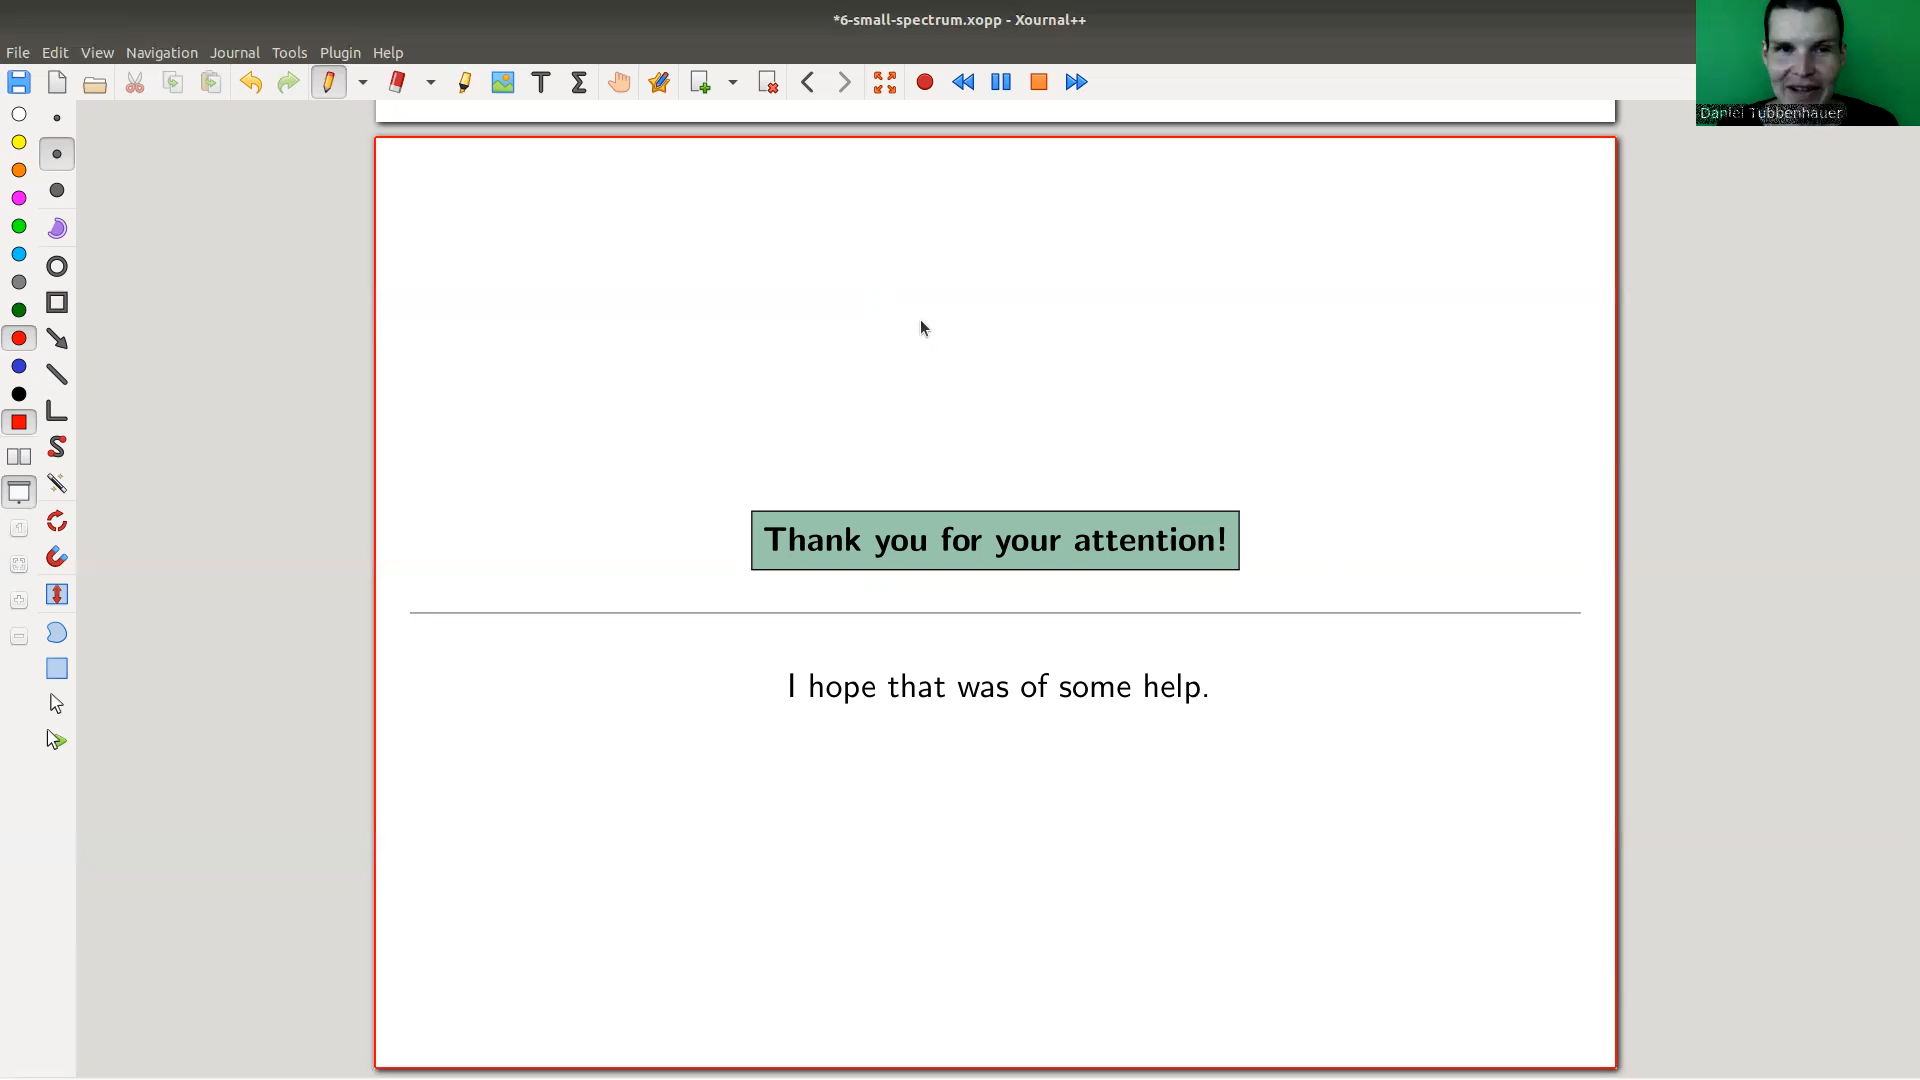 *6-small-spectrum.xopp - Xournal++
File Edit View Navigation Journal Tools Plugin Help
Daniel Tubbenhauer
Thank you for your attention!
I hope that was of some help.